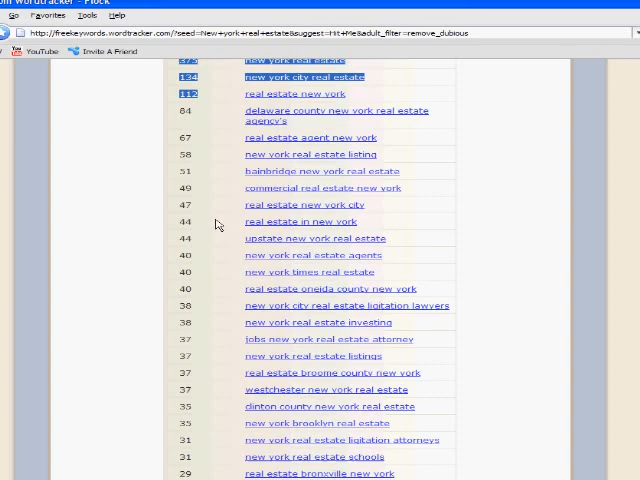 om Wordtracker - Flock
Go Favorites Tools Help
http://freekeywords.wordtracker.com/?seed=New+york+real+estate&suggest=Hit+Me&adult_filter=remove_dubious
YouTube Invite A Friend
373 new york real estate
134 new york city real estate
112 real estate new york
84 delaware county new york real estate
agency's
67 real estate agent new york
58 new york real estate listing
51 bainbridge new york real estate
49 commercial real estate new york
47 real estate new york city
44 real estate in new york
44 upstate new york real estate
40 new york real estate agents
40 new york times real estate
40 real estate oneida county new york
38 new york city real estate ligitation lawyers
38 new york real estate investing
37 jobs new york real estate attorney
37 new york real estate listings
37 real estate broome county new york
37 westchester new york real estate
35 clinton county new york real estate
35 new york brooklyn real estate
31 new york real estate ligitation attorneys
31 new york real estate schools
29 real estate bronxville new york